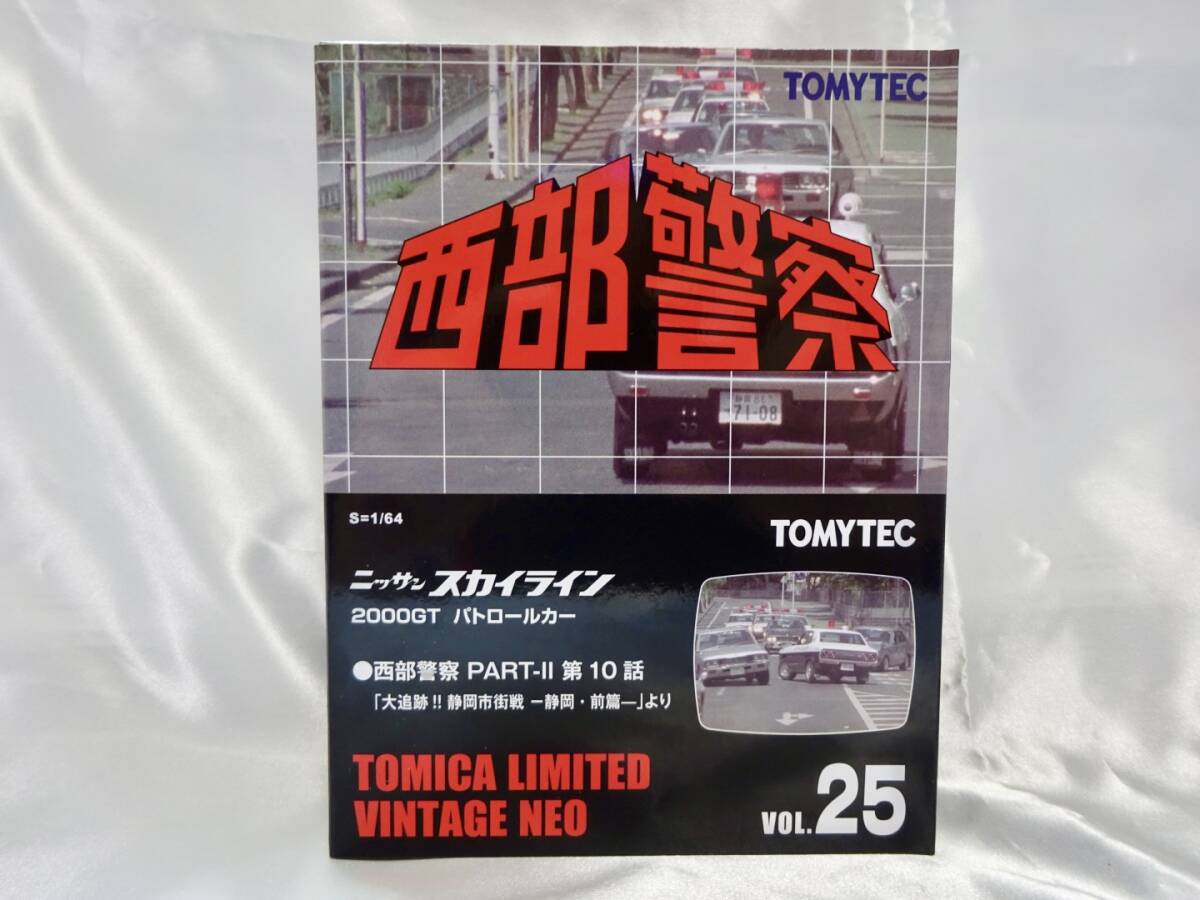 TOMYTEC
西部警察
71-08
S=1/64
TOMYTEC
ニッサン スカイライン
2000GT パトロールカー
●西部警察 PART-II 第10話
「大追跡!! 静岡市街戦 ー静岡・前篇―」より
TOMICA LIMITED
VINTAGE NEO
VOL.25